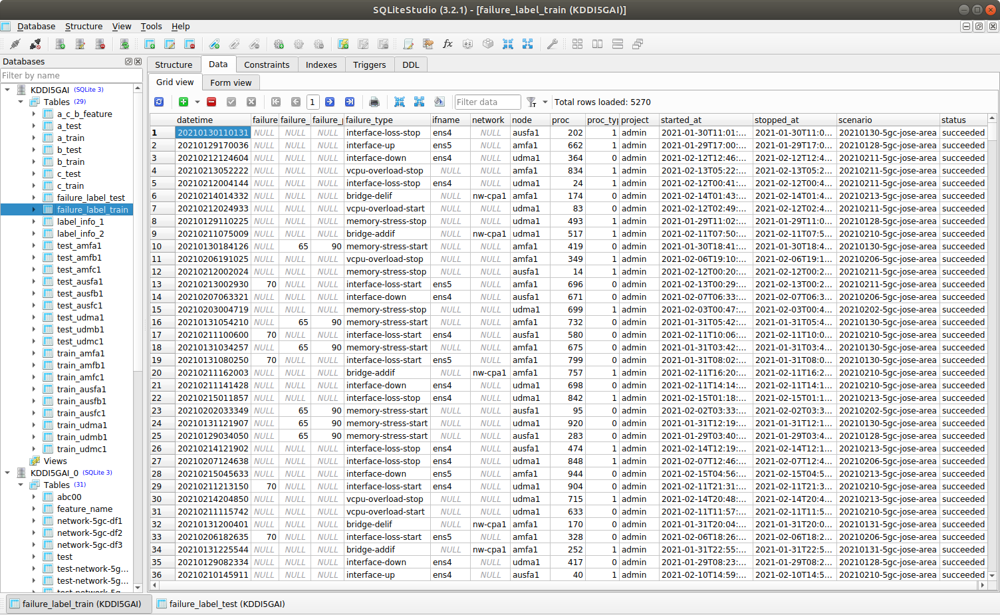 SQLiteStudio (3.2.1) - [failure_label_train (KDDI5GAI)]
Database Structure View Tools Help
Databases
Filter by name
KDDI5GAI (SQLite 3)
Tables (29)
a_c_b_feature
a_test
a_train
b_test
b_train
c_test
c_train
failure_label_test
failure_label_train
label_info_1
label_info_2
test_amfa1
test_amfb1
test_amfc1
test_ausfa1
test_ausfb1
test_ausfc1
test_udma1
test_udmb1
test_udmc1
train_amfa1
train_amfb1
train_amfc1
train_ausfa1
train_ausfb1
train_ausfc1
train_udma1
train_udmb1
train_udmc1
Views
KDDI5GAI_0 (SQLite 3)
Tables (31)
abc00
feature_name
network-5gc-df1
network-5gc-df2
network-5gc-df3
test
test-network-5g...
test-network-5g...
test-network-5g
Structure Data Constraints Indexes Triggers DDL
Grid view Form view
1 Filter data Total rows loaded: 5270
datetime failure failure_ failure_ failure_type ifname network node proc proc_ty project started_at stopped_at scenario status
1 20210130110131 NULL NULL NULL interface-loss-stop ens4 NULL ausfa1 202 1 admin 2021-01-30T11:01:... 2021-01-30T11:0... 20210130-5gc-jose-area succeeded
2 20210129170036 NULL NULL NULL interface-up ens5 NULL amfa1 662 1 admin 2021-01-29T17:00:... 2021-01-29T17:0... 20210128-5gc-jose-area succeeded
3 20210212124604 NULL NULL NULL interface-down ens4 NULL udma1 364 0 admin 2021-02-12T12:46:... 2021-02-12T12:4... 20210211-5gc-jose-area succeeded
4 20210213052222 NULL NULL NULL vcpu-overload-stop NULL NULL amfa1 834 1 admin 2021-02-13T05:22:... 2021-02-13T05:2... 20210211-5gc-jose-area succeeded
5 20210212004144 NULL NULL NULL interface-loss-stop ens4 NULL udma1 24 1 admin 2021-02-12T00:41:... 2021-02-12T00:4... 20210211-5gc-jose-area succeeded
6 20210214014332 NULL NULL NULL bridge-delif NULL nw-cpa1 amfa1 174 0 admin 2021-02-14T01:43:... 2021-02-14T01:4... 20210213-5gc-jose-area succeeded
7 20210212024933 NULL NULL NULL vcpu-overload-start NULL NULL udma1 83 0 admin 2021-02-12T02:49:... 2021-02-12T02:4... 20210211-5gc-jose-area succeeded
8 20210129110225 NULL NULL NULL memory-stress-stop NULL NULL udma1 493 1 admin 2021-01-29T11:02:... 2021-01-29T11:0... 20210128-5gc-jose-area succeeded
9 20210211075009 NULL NULL NULL bridge-addif NULL nw-cpa1 udma1 517 1 admin 2021-02-11T07:50:... 2021-02-11T07:5... 20210210-5gc-jose-area succeeded
10 20210130184126 NULL 65 90 memory-stress-start NULL NULL amfa1 419 0 admin 2021-01-30T18:41:... 2021-01-30T18:4... 20210130-5gc-jose-area succeeded
11 20210206191025 NULL NULL NULL vcpu-overload-stop NULL NULL amfa1 349 1 admin 2021-02-06T19:10:... 2021-02-06T19:1... 20210206-5gc-jose-area succeeded
12 20210212002024 NULL NULL NULL memory-stress-stop NULL NULL ausfa1 14 1 admin 2021-02-12T00:20:... 2021-02-12T00:2... 20210211-5gc-jose-area succeeded
13 20210213002930 70 NULL NULL interface-loss-start ens5 NULL amfa1 696 0 admin 2021-02-13T00:29:... 2021-02-13T00:2... 20210211-5gc-jose-area succeeded
14 20210207063321 NULL NULL NULL interface-down ens4 NULL ausfa1 671 0 admin 2021-02-07T06:33:... 2021-02-07T06:3... 20210206-5gc-jose-area succeeded
15 20210203004719 NULL NULL NULL memory-stress-stop NULL NULL udma1 699 1 admin 2021-02-03T00:47:... 2021-02-03T00:4... 20210202-5gc-jose-area succeeded
16 20210131054210 NULL 65 90 memory-stress-start NULL NULL amfa1 732 0 admin 2021-01-31T05:42:... 2021-01-31T05:4... 20210130-5gc-jose-area succeeded
17 20210211100600 70 NULL NULL interface-loss-start ens4 NULL ausfa1 580 0 admin 2021-02-11T10:06:... 2021-02-11T10:0... 20210210-5gc-jose-area succeeded
18 20210131034257 NULL 65 90 memory-stress-start NULL NULL amfa1 675 0 admin 2021-01-31T03:42:... 2021-01-31T03:4... 20210130-5gc-jose-area succeeded
19 20210131080250 70 NULL NULL interface-loss-start ens5 NULL amfa1 799 0 admin 2021-01-31T08:02:... 2021-01-31T08:0... 20210130-5gc-jose-area succeeded
20 20210211162003 NULL NULL NULL bridge-addif NULL nw-cpa1 amfa1 757 1 admin 2021-02-11T16:20:... 2021-02-11T16:2... 20210210-5gc-jose-area succeeded
21 20210211141428 NULL NULL NULL interface-down ens4 NULL udma1 698 0 admin 2021-02-11T14:14:... 2021-02-11T14:1... 20210210-5gc-jose-area succeeded
22 20210215011857 NULL NULL NULL interface-loss-stop ens4 NULL udma1 842 1 admin 2021-02-15T01:18:... 2021-02-15T01:1... 20210213-5gc-jose-area succeeded
23 20210202033349 NULL 65 90 memory-stress-start NULL NULL ausfa1 95 0 admin 2021-02-02T03:33:... 2021-02-02T03:3... 20210202-5gc-jose-area succeeded
24 20210131121907 NULL 65 90 memory-stress-start NULL NULL udma1 920 0 admin 2021-01-31T12:19:... 2021-01-31T12:1... 20210130-5gc-jose-area succeeded
25 20210129034050 NULL 65 90 memory-stress-start NULL NULL ausfa1 283 0 admin 2021-01-29T03:40:... 2021-01-29T03:4... 20210128-5gc-jose-area succeeded
26 20210214121902 NULL NULL NULL interface-loss-stop ens4 NULL ausfa1 474 1 admin 2021-02-14T12:19:... 2021-02-14T12:1... 20210213-5gc-jose-area succeeded
27 20210207124638 NULL NULL NULL interface-loss-stop ens4 NULL udma1 848 1 admin 2021-02-07T12:46:... 2021-02-07T12:4... 20210206-5gc-jose-area succeeded
28 20210215045633 NULL NULL NULL interface-down ens5 NULL amfa1 944 0 admin 2021-02-15T04:56:... 2021-02-15T04:5... 20210213-5gc-jose-area succeeded
29 20210211213150 70 NULL NULL interface-loss-start ens4 NULL udma1 904 0 admin 2021-02-11T21:31:... 2021-02-11T21:3... 20210210-5gc-jose-area succeeded
30 20210214204850 NULL NULL NULL vcpu-overload-stop NULL NULL udma1 715 1 admin 2021-02-14T20:48:... 2021-02-14T20:4... 20210213-5gc-jose-area succeeded
31 20210211115742 NULL NULL NULL vcpu-overload-start NULL NULL udma1 633 0 admin 2021-02-11T11:57:... 2021-02-11T11:5... 20210210-5gc-jose-area succeeded
32 20210131200401 NULL NULL NULL bridge-delif NULL nw-cpa1 amfa1 170 0 admin 2021-01-31T20:04:... 2021-01-31T20:0... 20210131-5gc-jose-area succeeded
33 20210206182635 70 NULL NULL interface-loss-start ens5 NULL amfa1 328 0 admin 2021-02-06T18:26:... 2021-02-06T18:2... 20210206-5gc-jose-area succeeded
34 20210131225544 NULL NULL NULL bridge-addif NULL nw-cpa1 amfa1 252 1 admin 2021-01-31T22:55:... 2021-01-31T22:5... 20210131-5gc-jose-area succeeded
35 20210129082334 NULL NULL NULL interface-down ens4 NULL udma1 417 0 admin 2021-01-29T08:23:... 2021-01-29T08:2... 20210128-5gc-jose-area succeeded
36 20210210145911 NULL NULL NULL interface-up ens4 NULL ausfa1 40 1 admin 2021-02-10T14:59:... 2021-02-10T14:5... 20210210-5gc-jose-area succeeded
failure_label_train (KDDI5GAI) failure_label_test (KDDI5GAI)